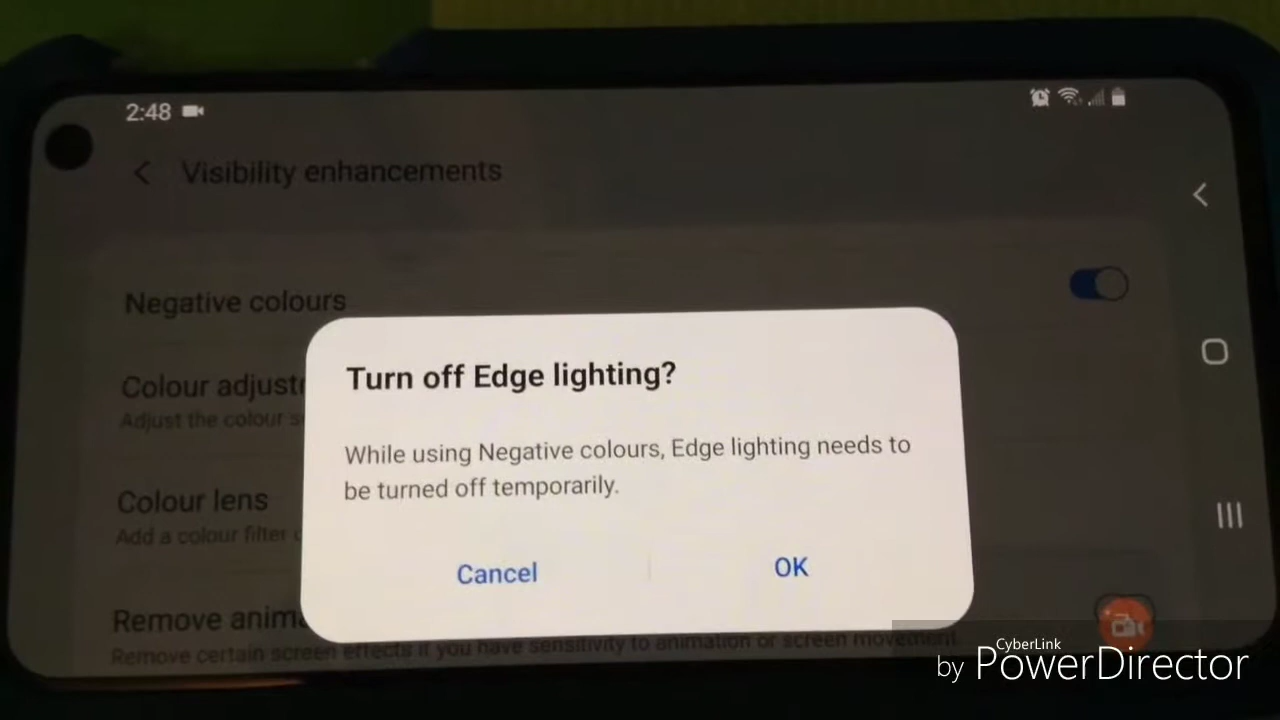 2:48
Visibility enhancements
Negative colours
Colour adjust
Adjust the colour s
Turn off Edge lighting?
While using Negative colours, Edge lighting needs to
be turned off temporarily.
Cancel
OK
Colour lens
Add a colour filter
Remove anim
Remove certain screen effects if you have sensitivity to animation or screen movement.
CyberLink
by PowerDirector